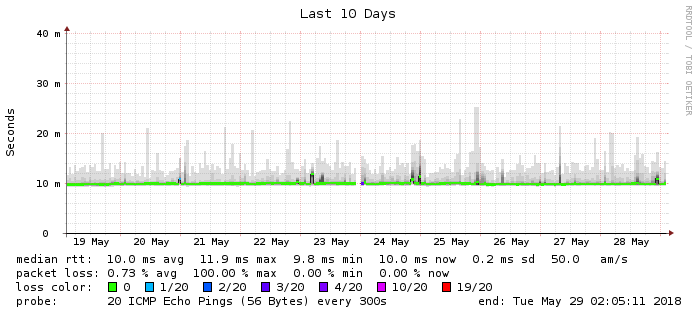 Last 10 Days
RRDTOOL / TOBI OETIKER
Seconds
40 m
30 m
20 m
10 m
0
19 May 20 May 21 May 22 May 23 May 24 May 25 May 26 May 27 May 28 May
median rtt: 10.0 ms avg 11.9 ms max 9.8 ms min 10.0 ms now 0.2 ms sd 50.0 am/s
packet loss: 0.73 % avg 100.00 % max 0.00 % min 0.00 % now
loss color: 0 1/20 2/20 3/20 4/20 10/20 19/20
probe: 20 ICMP Echo Pings (56 Bytes) every 300s end: Tue May 29 02:05:11 2018